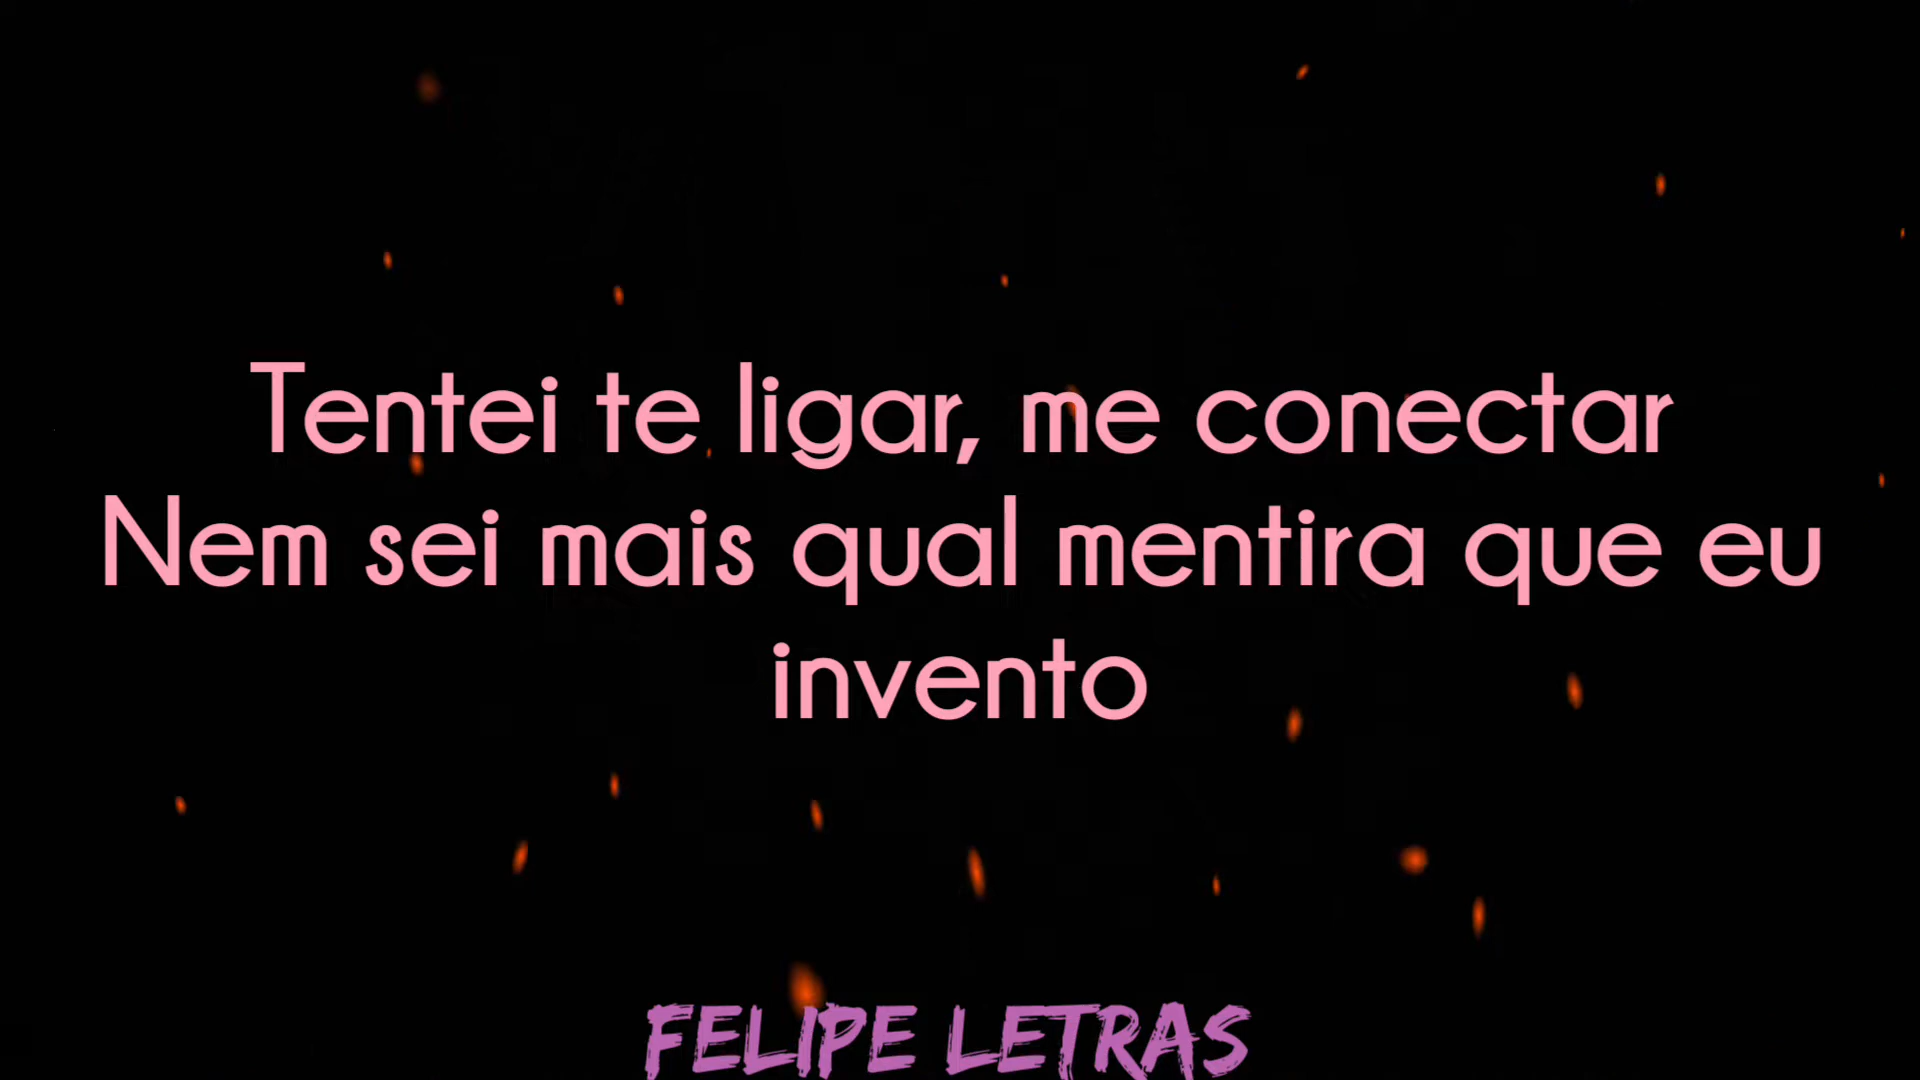 Tentei te ligar, me conectar
Nem sei mais qual mentira que eu
invento
FELIPE LETRAS